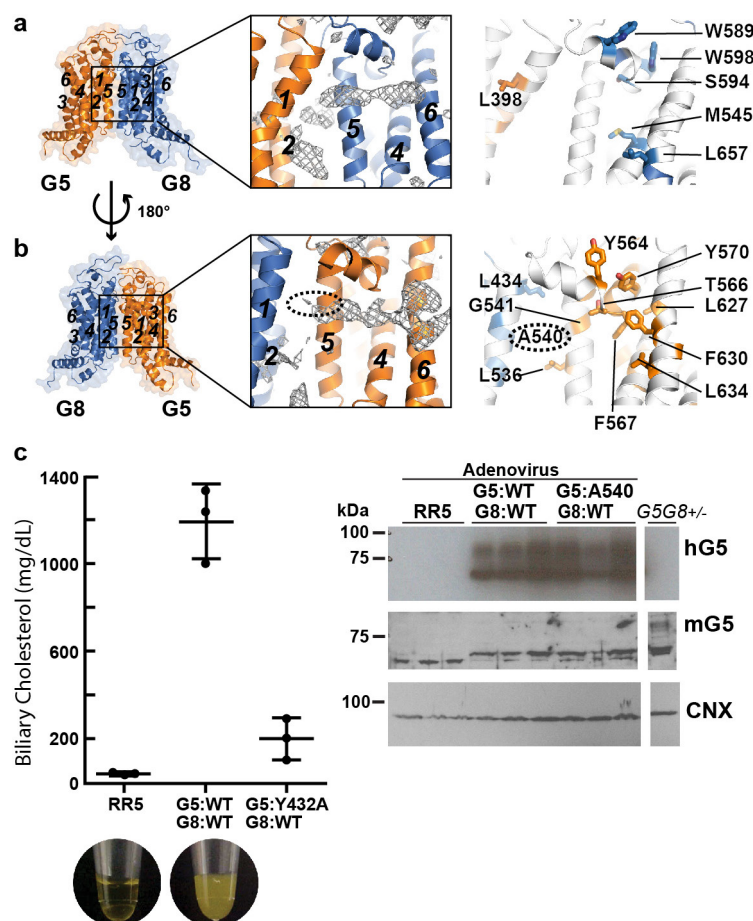 a
6
3
4
1
2
5
5
1
2
3
4
6
G5
G8
180°
1
2
5
4
6
L398
W589
W598
S594
M545
L657
b
6
3
4
1
2
5
5
1
2
3
4
6
G8
G5
1
2
5
4
6
Y564
Y570
L434
T566
G541
L627
A540
F630
L536
L634
F567
c
Biliary Cholesterol (mg/dL)
1400
1000
600
200
0
RR5
G5:WT
G8:WT
G5:Y432A
G8:WT
Adenovirus
kDa
RR5
G5:WT
G8:WT
G5:A540
G8:WT
G5G8+/-
100
75
hG5
75
mG5
100
CNX